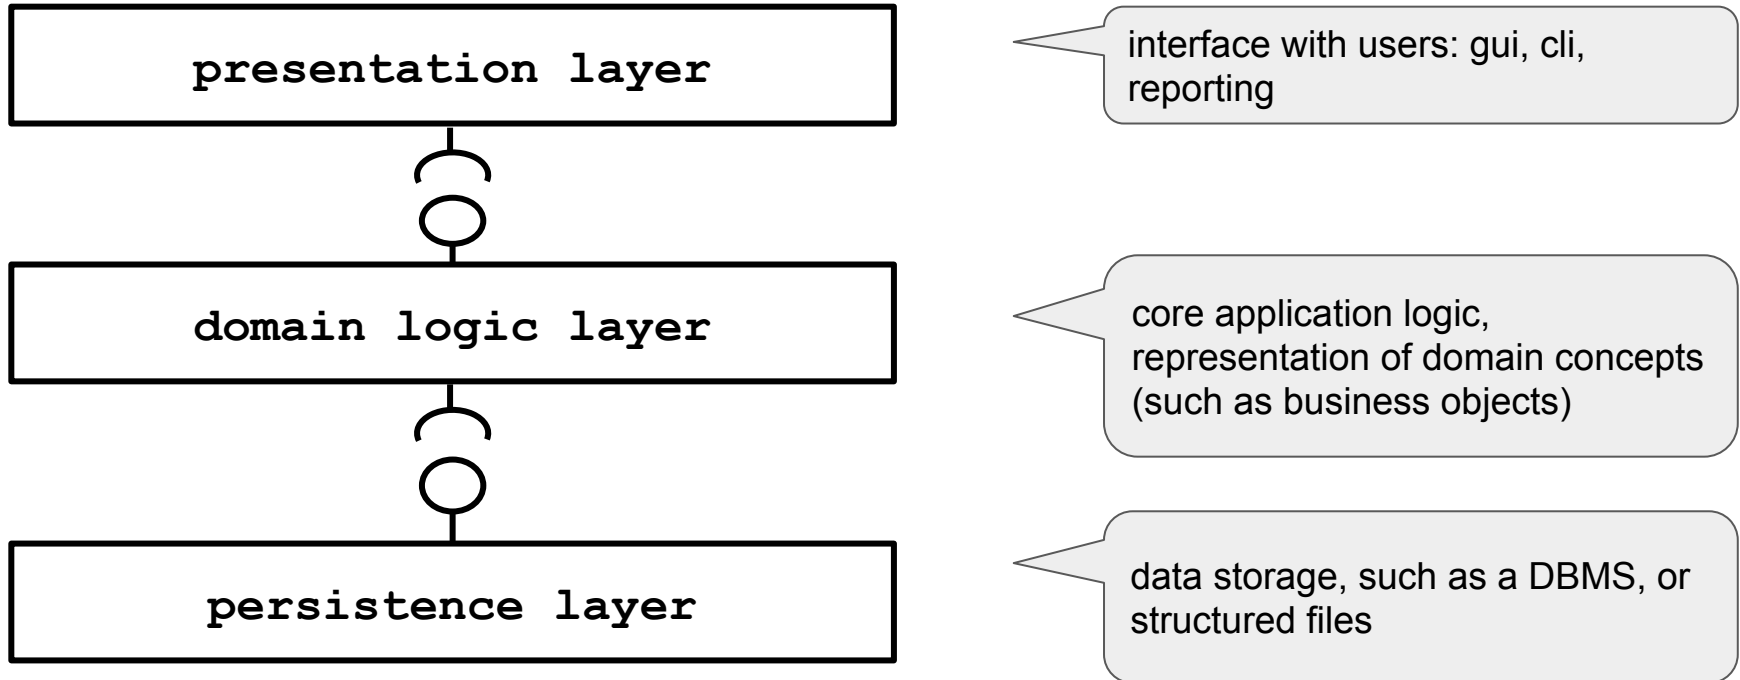 presentation layer
interface with users: gui, cli,
reporting
domain logic layer
core application logic,
representation of domain concepts
(such as business objects)
persistence layer
data storage, such as a DBMS, or
structured files